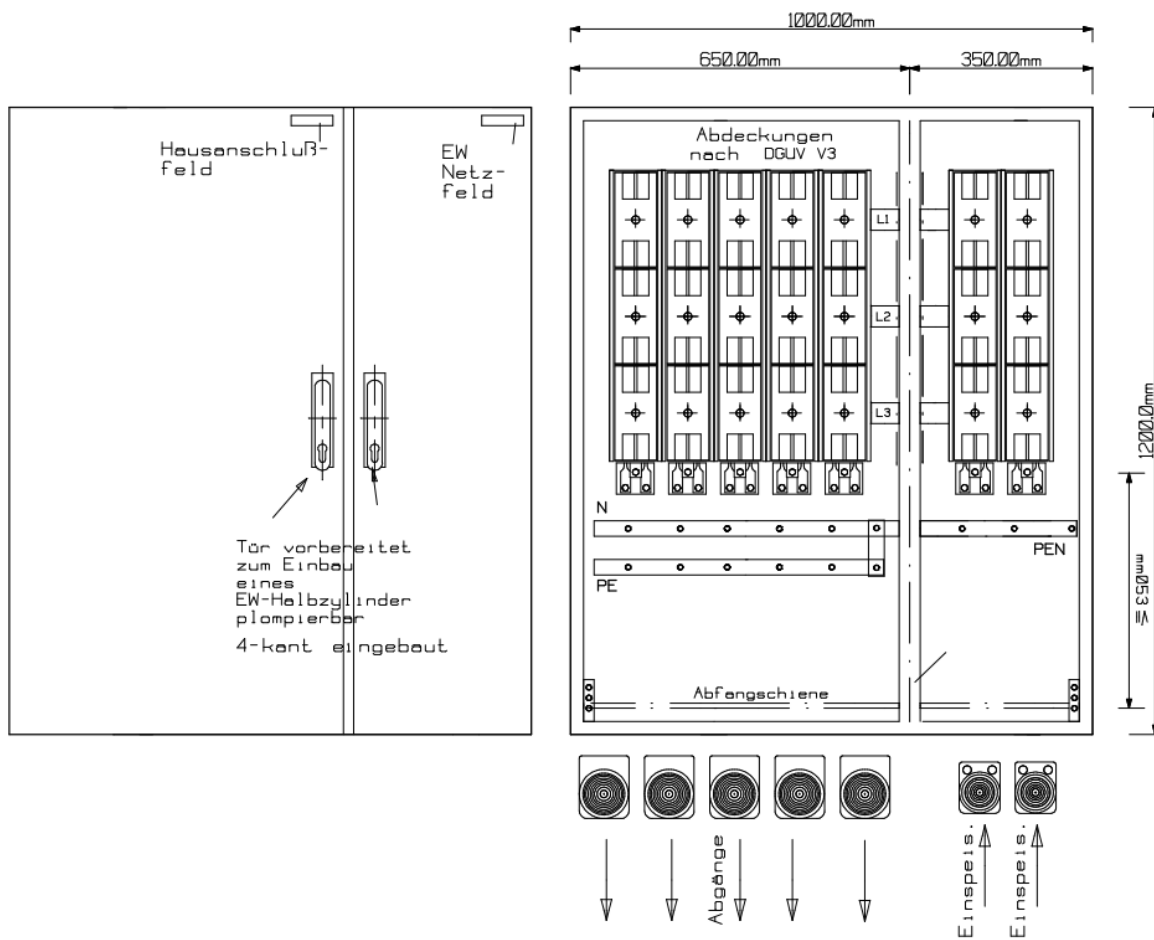 1000.00mm
650.00mm
350.00mm
Hausanschluß-
feld
EW
Netz-
feld
Abdeckungen
nach DGUV V3
L1
L2
L3
1200.0mm
N
PEN
PE
≥ 350mm
Tür vorbereitet
zum Einbau
eines
EW-Halbzylinder
plompierbar
4-kant eingebaut
Abfangschiene
Abgänge
Einspeis.
Einspeis.